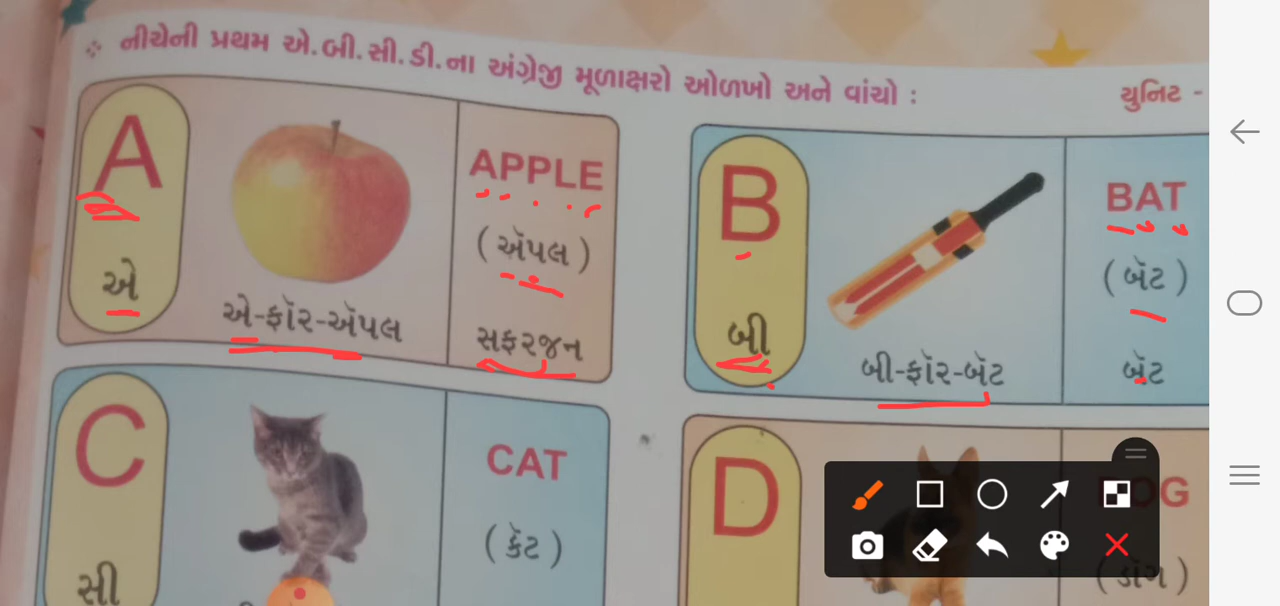 નીચેની પ્રથમ એ.બી.સી.ડી.ના અંગ્રેજી મૂળાક્ષરો ઓળખો અને વાંચો :
યુનિટ -
A
એ
એ-ફૉર-ઍપલ
APPLE
(ઍપલ)
સફરજન
B
બી
બી-ફૉર-બૅટ
BAT
(બૅટ)
બૅટ
C
સી
CAT
(કૅટ)
D